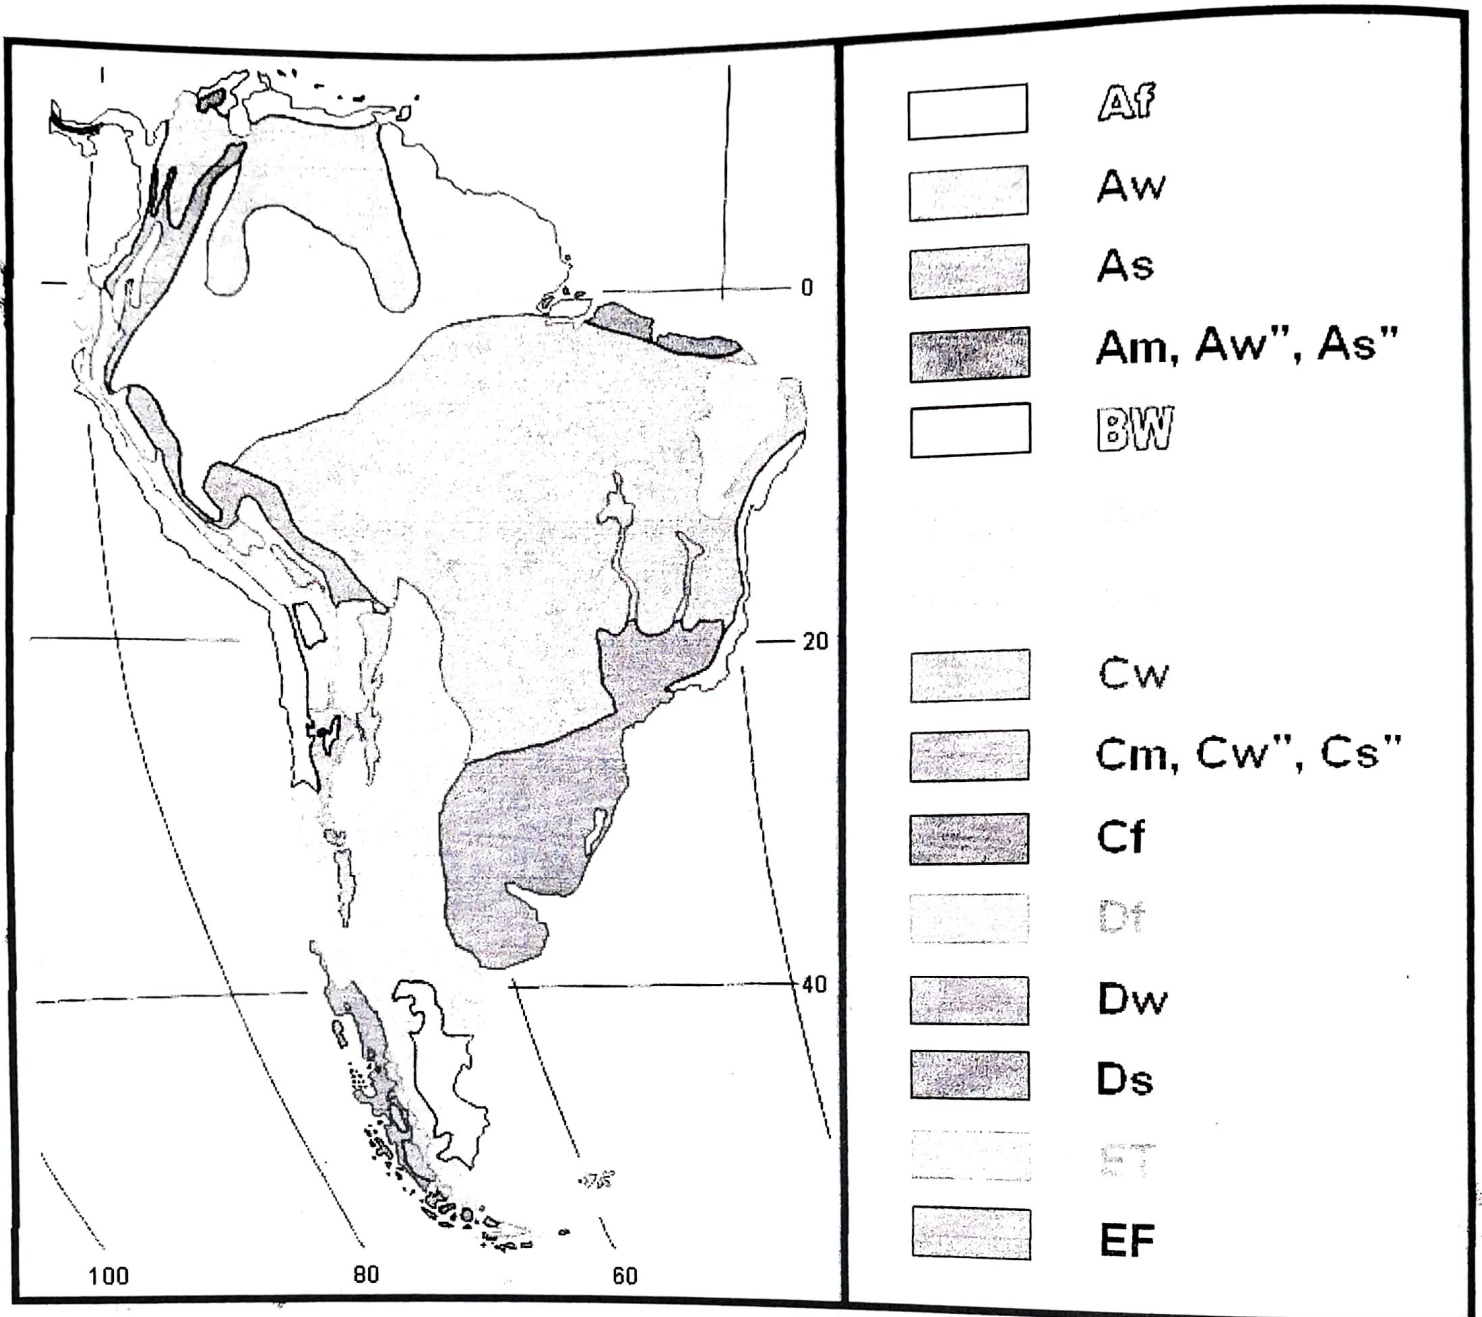 Af
Aw
As
Am, Aw”, As”
BW
Cw
Cm, Cw”, Cs”
Cf
Df
Dw
Ds
ET
EF
0
20
40
100
80
60